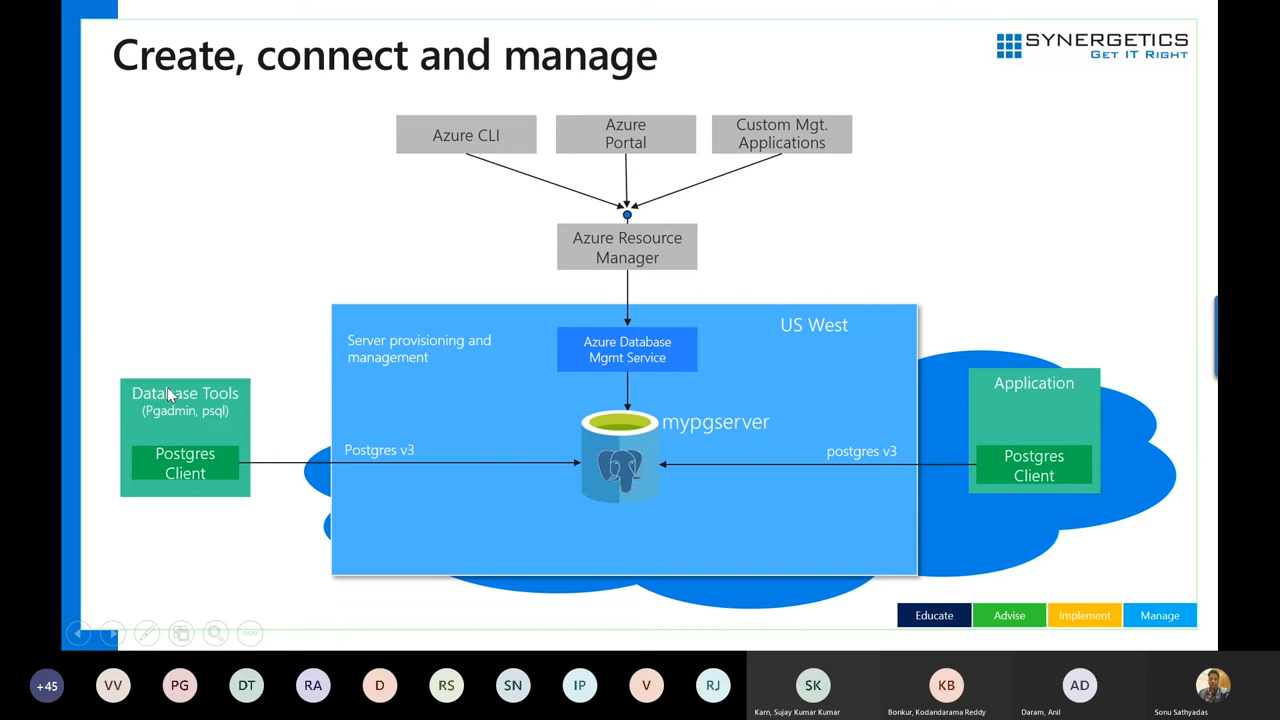 Create, connect and manage
SYNERGETICS
GET IT RIGHT
Azure CLI
Azure
Portal
Custom Mgt.
Applications
Azure Resource
Manager
Server provisioning and
management
Azure Database
Mgmt Service
US West
Database Tools
(Pgadmin, psql)
Postgres
Client
Postgres v3
mypgserver
postgres v3
Application
Postgres
Client
Educate
Advise
Implement
Manage
+45
VV
PG
DT
RA
D
RS
SN
IP
V
RJ
SK
KB
AD
Karn, Sujay Kumar Kumar
Bonkur, Kodandarama Reddy
Daram, Anil
Sonu Sathyadas